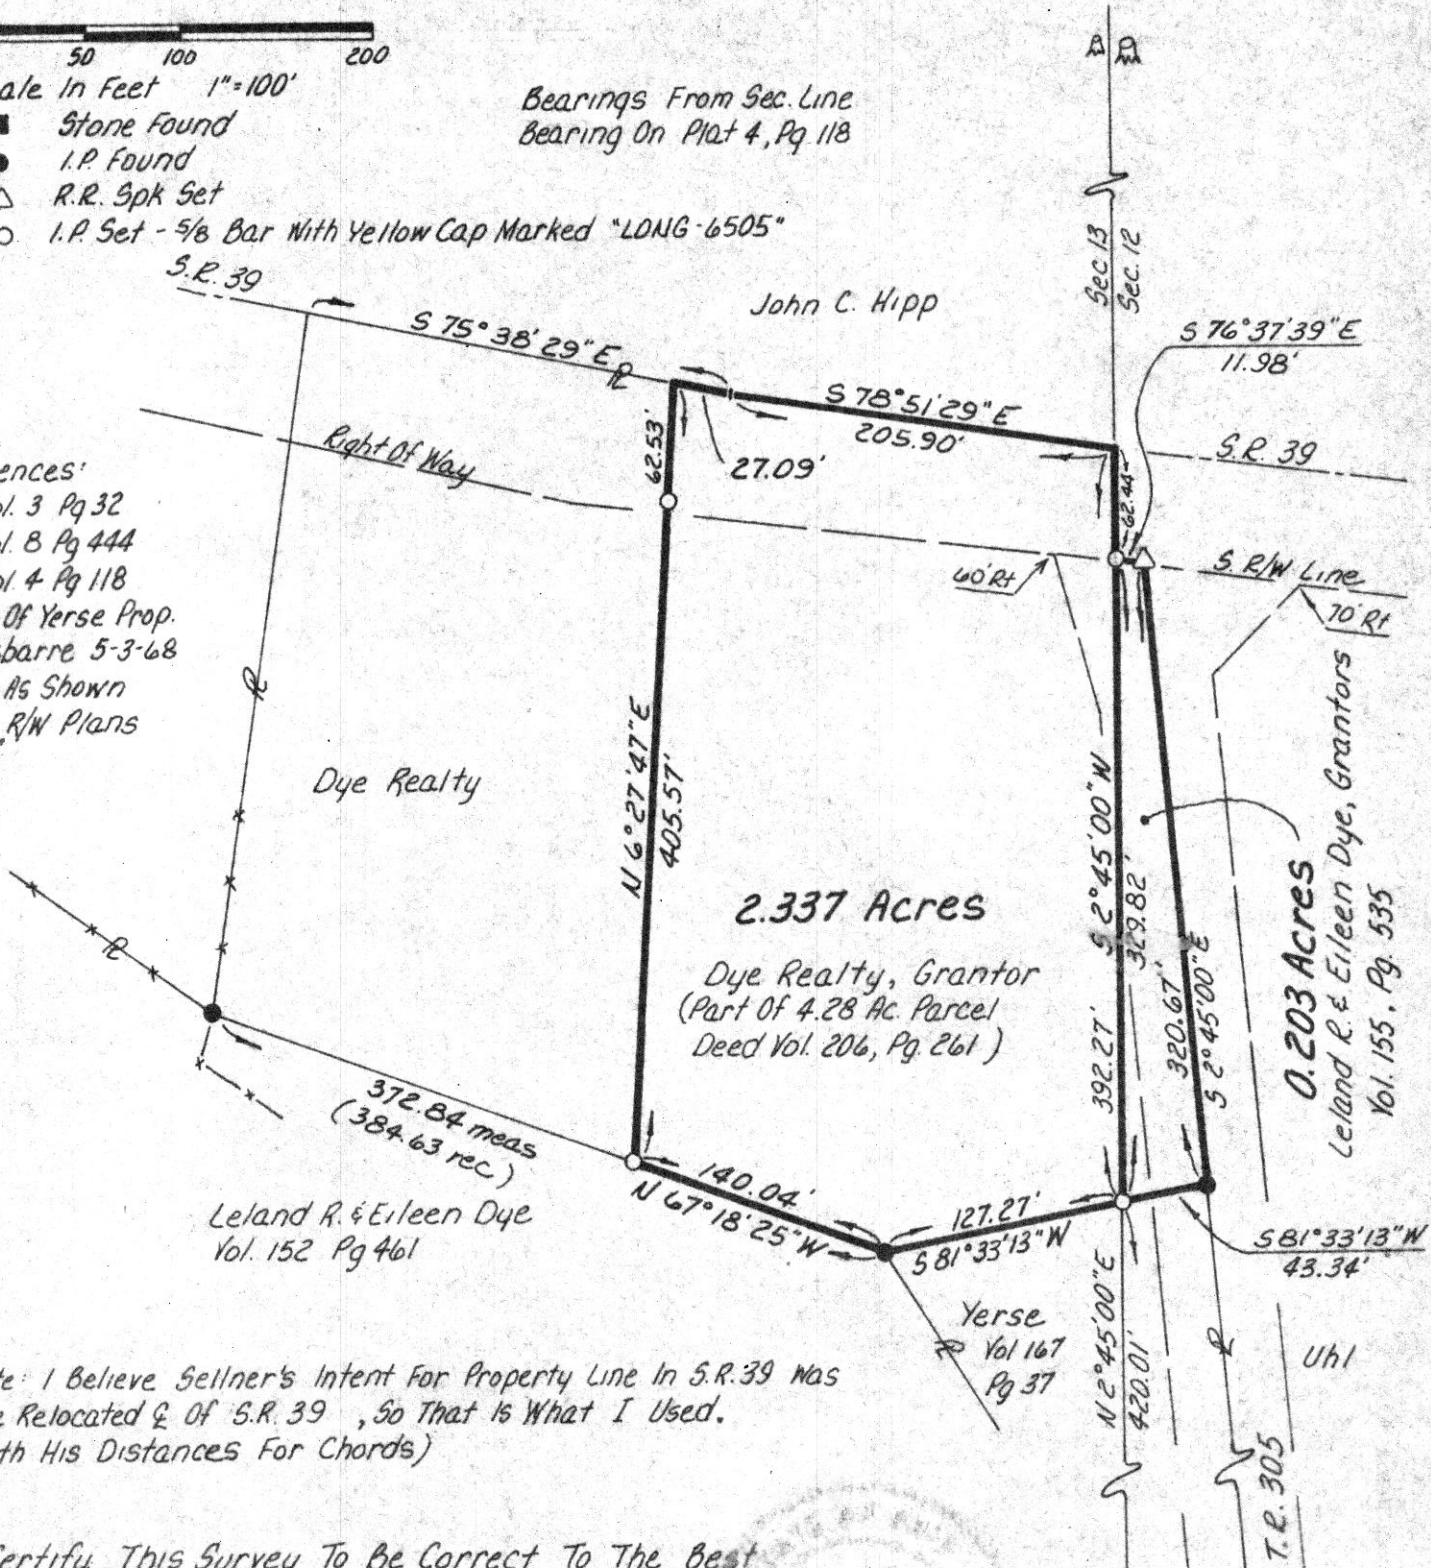 50 100 200
ale In Feet 1"=100'
Stone Found
I.P. Found
R.R. Spk Set
I.P. Set - 5/8 Bar With Yellow Cap Marked "LONG-6505"
Bearings From Sec. Line
Bearing On Plat 4, Pg 118
S.R. 39
John C. Hipp
Sec 13
Sec. 12
S 75° 38' 29" E
S 76° 37' 39" E
11.98'
S 78° 51' 29" E
205.90'
27.09'
62.53'
62.44'
S.R. 39
Right Of Way
60' Rt
S. R/W Line
70' Rt
ences:
l. 3 Pg 32
l. 8 Pg 444
l. 4 Pg 118
Of Yerse Prop.
sbarre 5-3-68
As Shown
R/W Plans
Dye Realty
N 6° 27' 47" E
405.57'
2.337 Acres
Dye Realty, Grantor
(Part Of 4.28 Ac. Parcel
Deed Vol. 206, Pg. 261)
S 2° 45' 00" W
392.27'
329.82'
320.67'
S 2° 45' 00" E
0.203 Acres
Leland R. & Eileen Dye, Grantors
Vol. 155, Pg. 535
372.84 meas
(384.63 rec.)
140.04'
N 67° 18' 25" W
127.27'
S 81° 33' 13" W
S 81° 33' 13" W
43.34'
Leland R. & Eileen Dye
Vol. 152 Pg 461
Yerse
Vol 167
Pg 37
N 2° 45' 00" E
420.01'
Uhl
T.R. 305
te: I Believe Sellner's Intent For Property Line In S.R. 39 Was
e Relocated ℄ Of S.R. 39 , So That Is What I Used.
th His Distances For Chords)
Certify This Survey To Be Correct To The Best